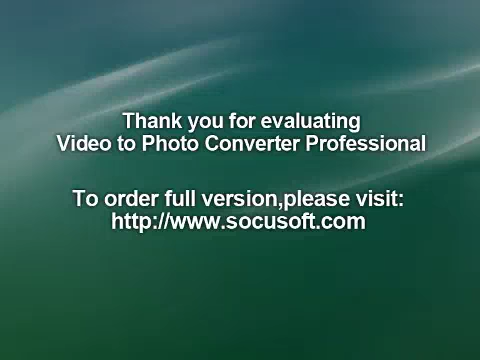 Thank you for evaluating
Video to Photo Converter Professional
To order full version,please visit:
http://www.socusoft.com